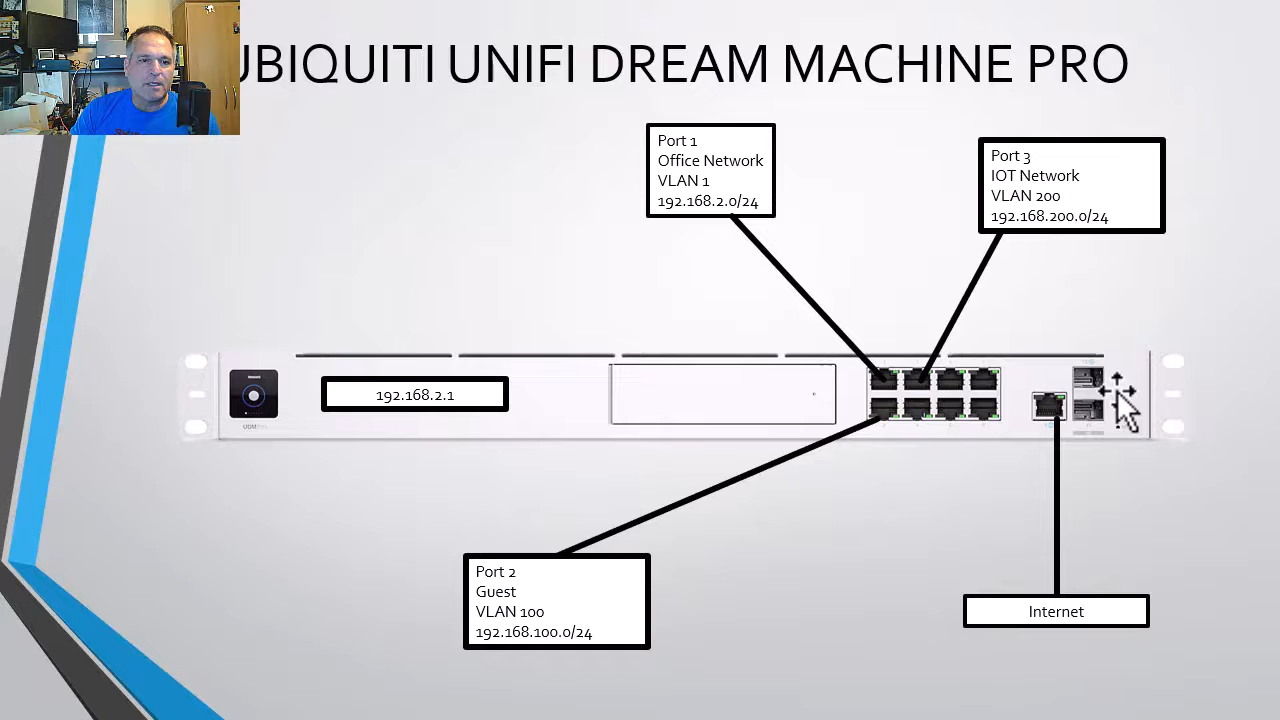 UBIQUITI UNIFI DREAM MACHINE PRO
Port 1
Office Network
VLAN 1
192.168.2.0/24
Port 3
IOT Network
VLAN 200
192.168.200.0/24
192.168.2.1
Port 2
Guest
VLAN 100
192.168.100.0/24
Internet